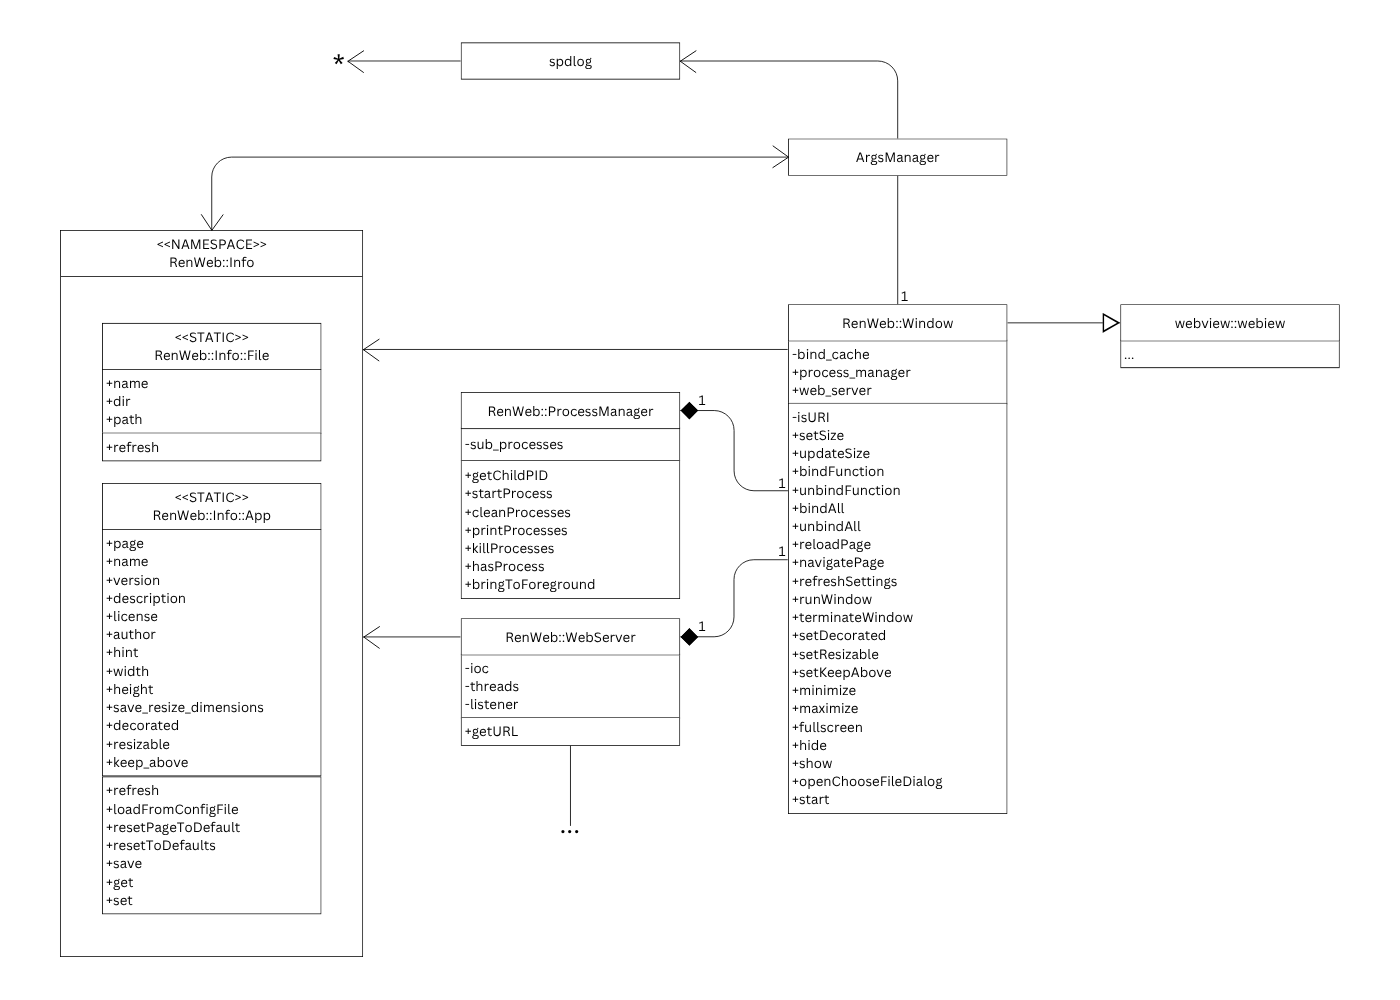 *
spdlog
ArgsManager
<<NAMESPACE>>
RenWeb::Info
<<STATIC>>
RenWeb::Info::File
+name
+dir
+path
+refresh
<<STATIC>>
RenWeb::Info::App
+page
+name
+version
+description
+license
+author
+hint
+width
+height
+save_resize_dimensions
+decorated
+resizable
+keep_above
+refresh
+loadFromConfigFile
+resetPageToDefault
+resetToDefaults
+save
+get
+set
RenWeb::ProcessManager
-sub_processes
+getChildPID
+startProcess
+cleanProcesses
+printProcesses
+killProcesses
+hasProcess
+bringToForeground
1
1
RenWeb::WebServer
-ioc
-threads
-listener
+getURL
...
1
1
1
RenWeb::Window
-bind_cache
+process_manager
+web_server
-isURI
+setSize
+updateSize
+bindFunction
+unbindFunction
+bindAll
+unbindAll
+reloadPage
+navigatePage
+refreshSettings
+runWindow
+terminateWindow
+setDecorated
+setResizable
+setKeepAbove
+minimize
+maximize
+fullscreen
+hide
+show
+openChooseFileDialog
+start
webview::webiew
...